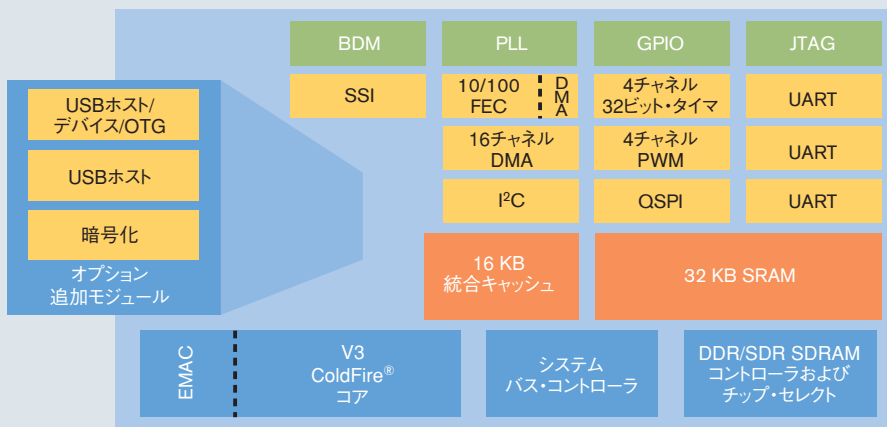 BDM
PLL
GPIO
JTAG
SSI
10/100
FEC
DMA
4チャネル
32ビット・タイマ
UART
16チャネル
DMA
4チャネル
PWM
UART
I²C
QSPI
UART
USBホスト/
デバイス/OTG
USBホスト
暗号化
オプション
追加モジュール
16 KB
統合キャッシュ
32 KB SRAM
EMAC
V3
ColdFire®
コア
システム
バス・コントローラ
DDR/SDR SDRAM
コントローラおよび
チップ・セレクト